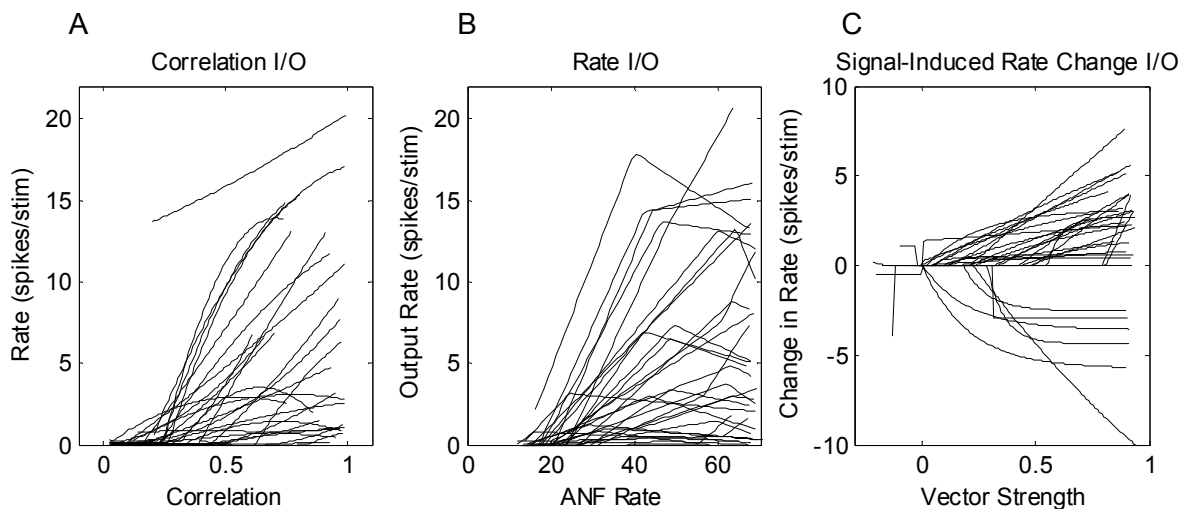 A
Correlation I/O
Rate (spikes/stim)
20
15
10
5
0
0
0.5
1
Correlation
B
Rate I/O
Output Rate (spikes/stim)
20
15
10
5
0
0
20
40
60
ANF Rate
C
Signal-Induced Rate Change I/O
Change in Rate (spikes/stim)
10
5
0
-5
-10
0
0.5
1
Vector Strength